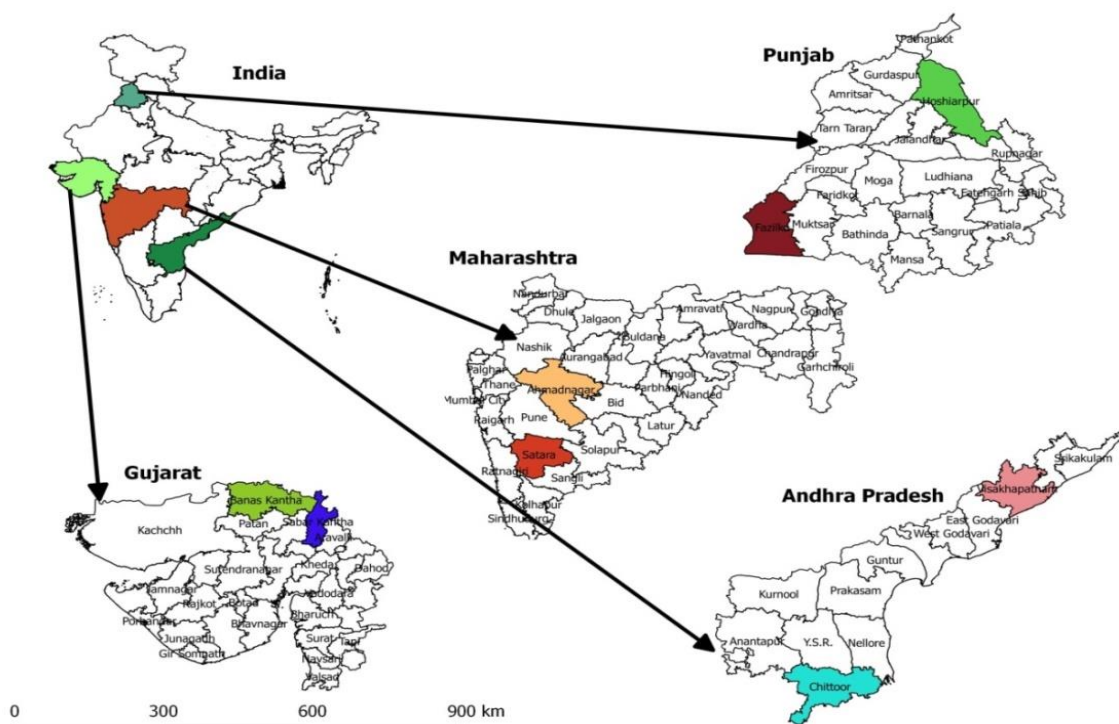 India
Punjab
Pathankot
Gurdaspur
Amritsar
Hoshiarpur
Tarn Taran
Jalandhar
Rupnagar
Firozpur
Moga
Ludhiana
Faridkot
Fatehgarh Sahib
Fazilka
Muktsar
Barnala
Patiala
Bathinda
Sangrur
Mansa
Maharashtra
Nandurbar
Dhule
Jalgaon
Amravati
Nagpur
Gondiya
Wardha
Buldana
Nashik
Aurangabad
Yavatmal
Chandrapur
Garhchiroli
Palghar
Thane
Ahmadnagar
Hingoli
Parbhani
Nanded
Mumbai City
Bid
Raigarh
Pune
Latur
Satara
Solapur
Ratnagiri
Sangli
Kolhapur
Sindhudurg
Gujarat
Banas Kantha
Kachchh
Patan
Sabar Kantha
Aravalli
Surendranagar
Kheda
Dahod
Jamnagar
Rajkot
Botad
Vadodara
Porbandar
Bhavnagar
Bharuch
Junagadh
Surat
Tapi
Gir Somnath
Navsari
Valsad
Andhra Pradesh
Srikakulam
Visakhapatnam
East Godavari
West Godavari
Guntur
Kurnool
Prakasam
Anantapur
Y.S.R.
Nellore
Chittoor
0 300 600 900 km